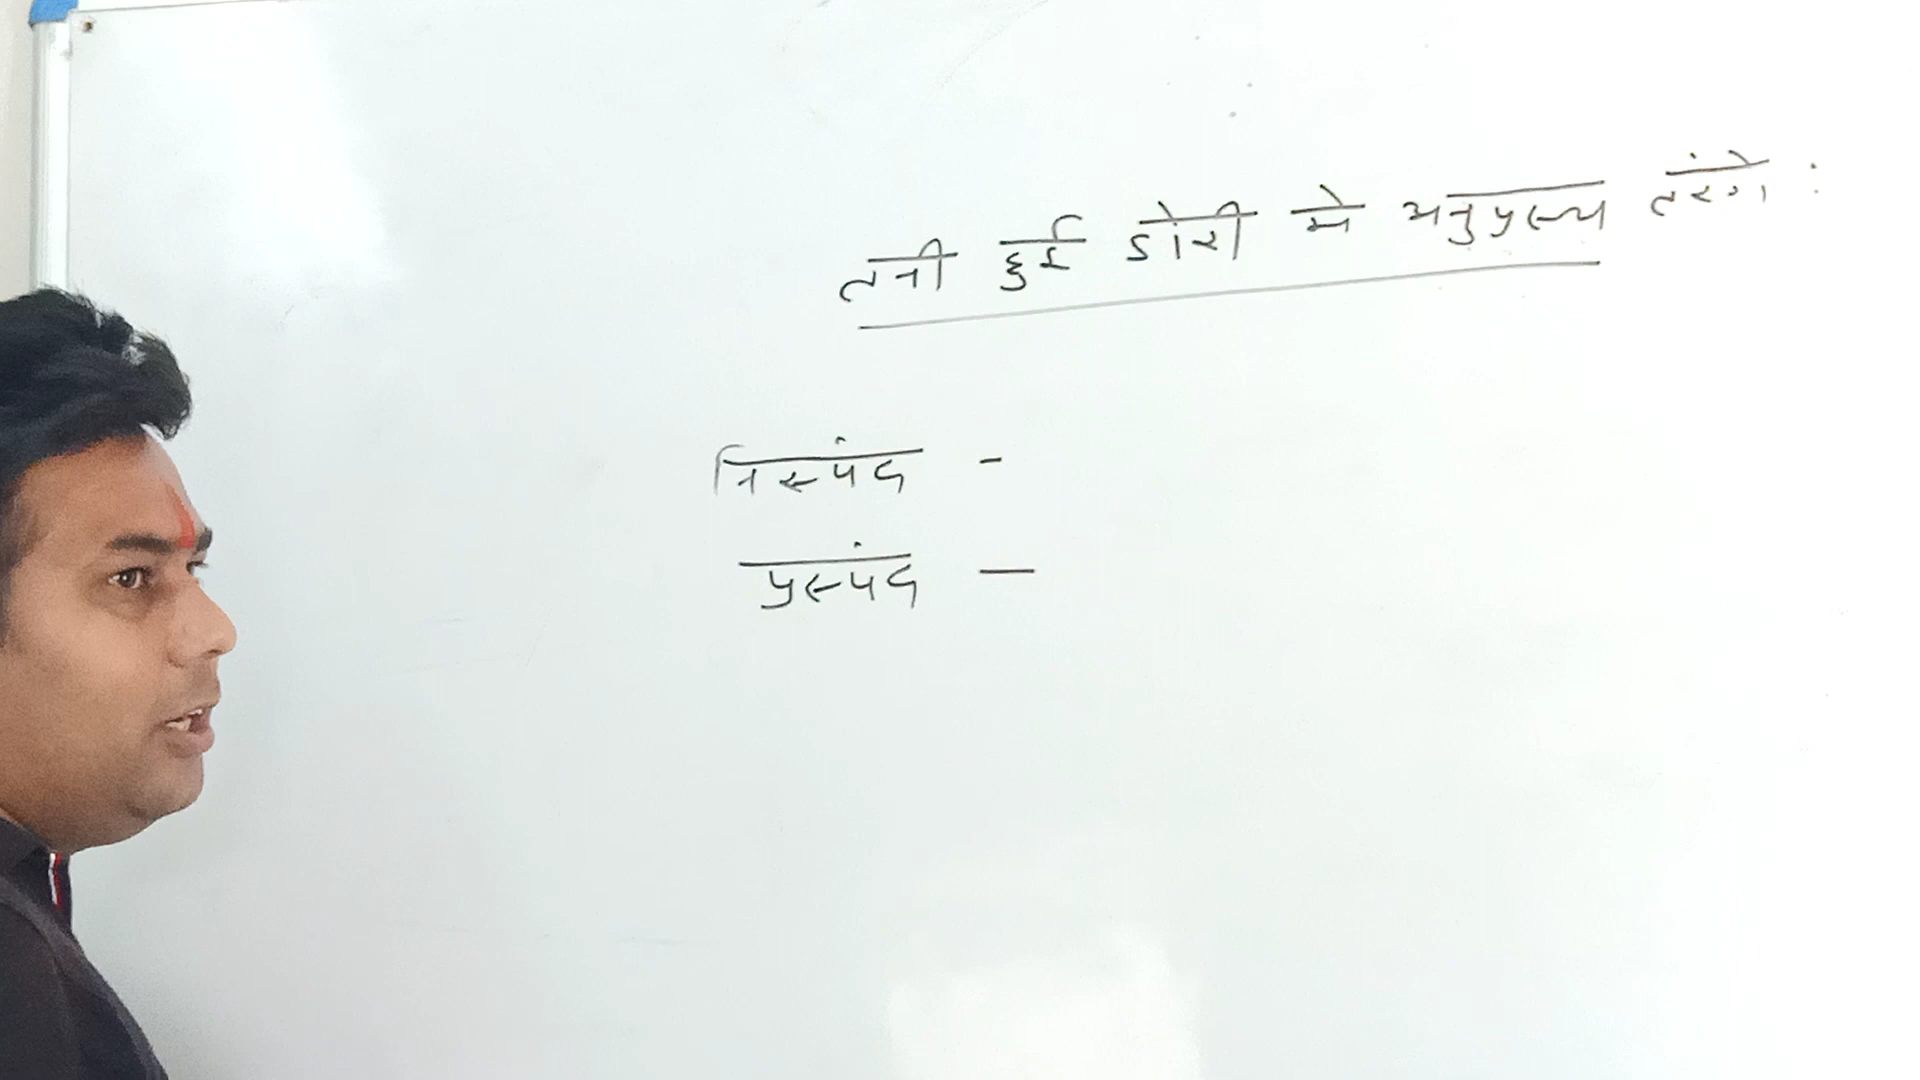 तनी हुई डोरी मे अनुप्रस्थ तरंगे :
निस्पंद -
प्रस्पंद —